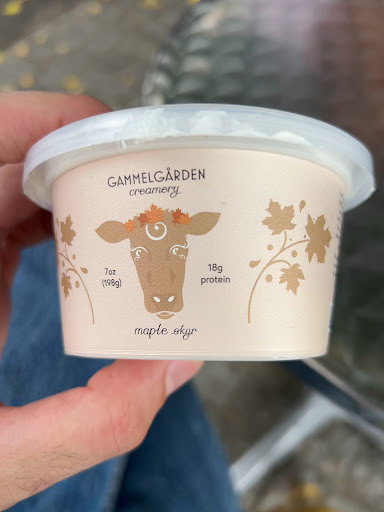 GAMMELGÅRDEN
creamery
7oz
(198g)
18g
protein
maple skyr